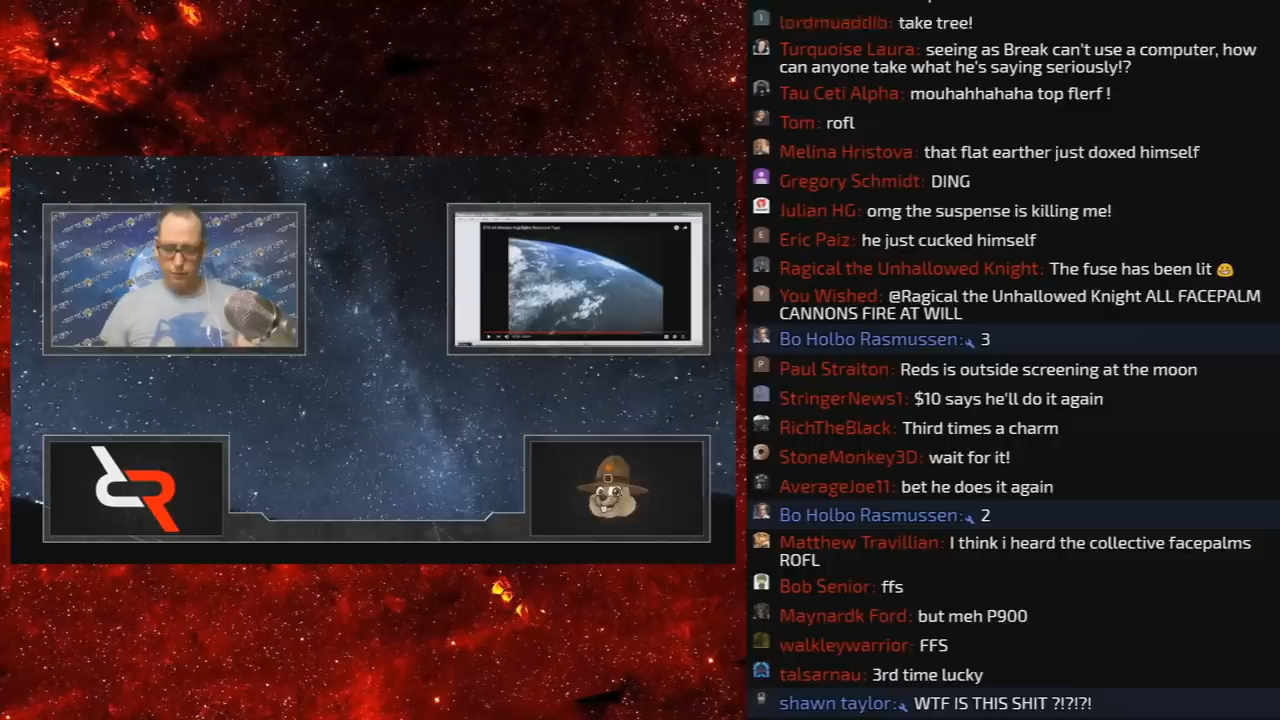 lordmuaddib: take tree!
Turquoise Laura: seeing as Break can't use a computer, how
can anyone take what he's saying seriously!?
Tau Ceti Alpha: mouhahhahaha top flerf !
Tom: rofl
Melina Hristova: that flat earther just doxed himself
Gregory Schmidt: DING
Julian HG: omg the suspense is killing me!
Eric Paiz: he just cucked himself
Ragical the Unhallowed Knight: The fuse has been lit 😂
You Wished: @Ragical the Unhallowed Knight ALL FACEPALM
CANNONS FIRE AT WILL
Bo Holbo Rasmussen: 3
Paul Straiton: Reds is outside screening at the moon
StringerNews1: $10 says he'll do it again
RichTheBlack: Third times a charm
StoneMonkey3D: wait for it!
AverageJoe11: bet he does it again
Bo Holbo Rasmussen: 2
Matthew Travillian: I think i heard the collective facepalms
ROFL
Bob Senior: ffs
Maynardk Ford: but meh P900
walkleywarrior: FFS
talsarnau: 3rd time lucky
shawn taylor: WTF IS THIS SHIT ?!?!?!